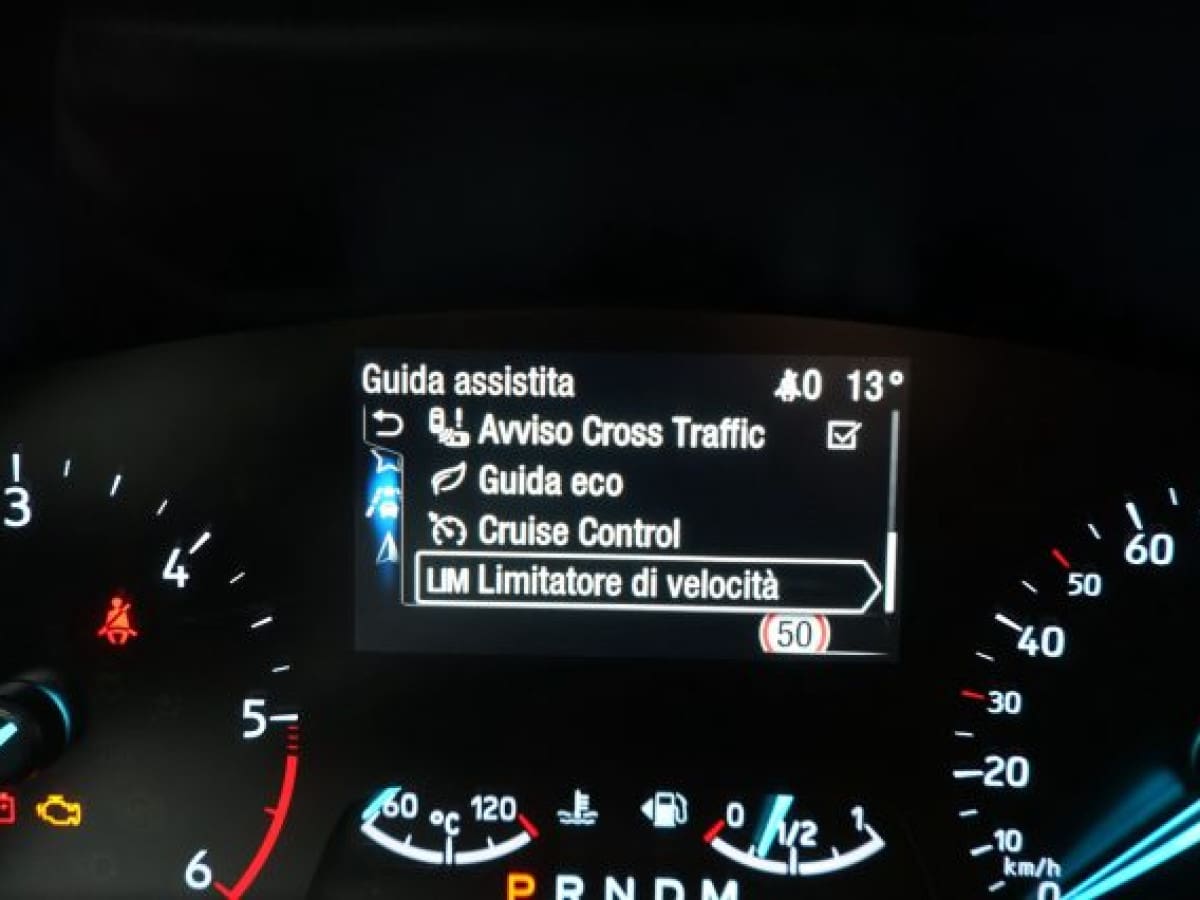 Guida assistita 0 13°
Avviso Cross Traffic
Guida eco
Cruise Control
LIM Limitatore di velocità
50
3
4
5
6
60
50
40
30
20
10
km/h
0
60 °C 120
0 1/2 1
P R N D M